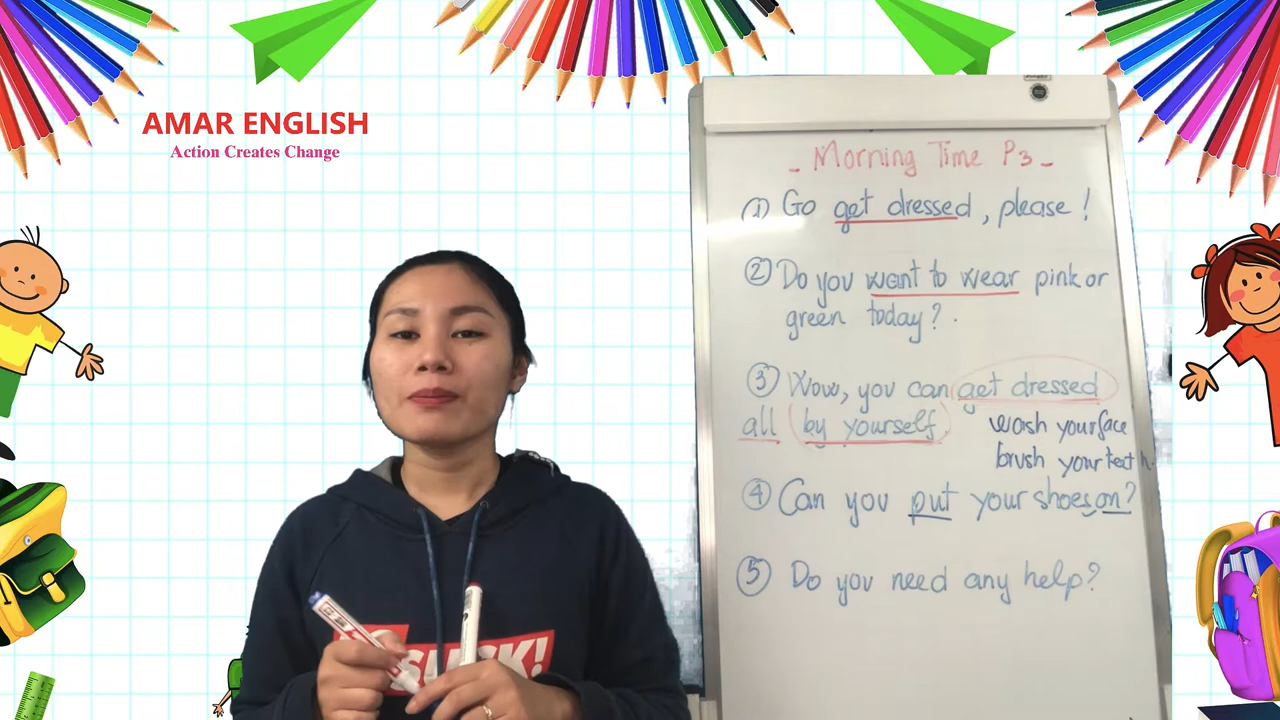 AMAR ENGLISH
Action Creates Change
- Morning Time P3 -
(1) Go get dressed, please!
(2) Do you want to wear pink or
green today?.
(3) Wow, you can get dressed
all by yourself.
wash your face
brush your teeth.
(4) Can you put your shoes on?
(5) Do you need any help?